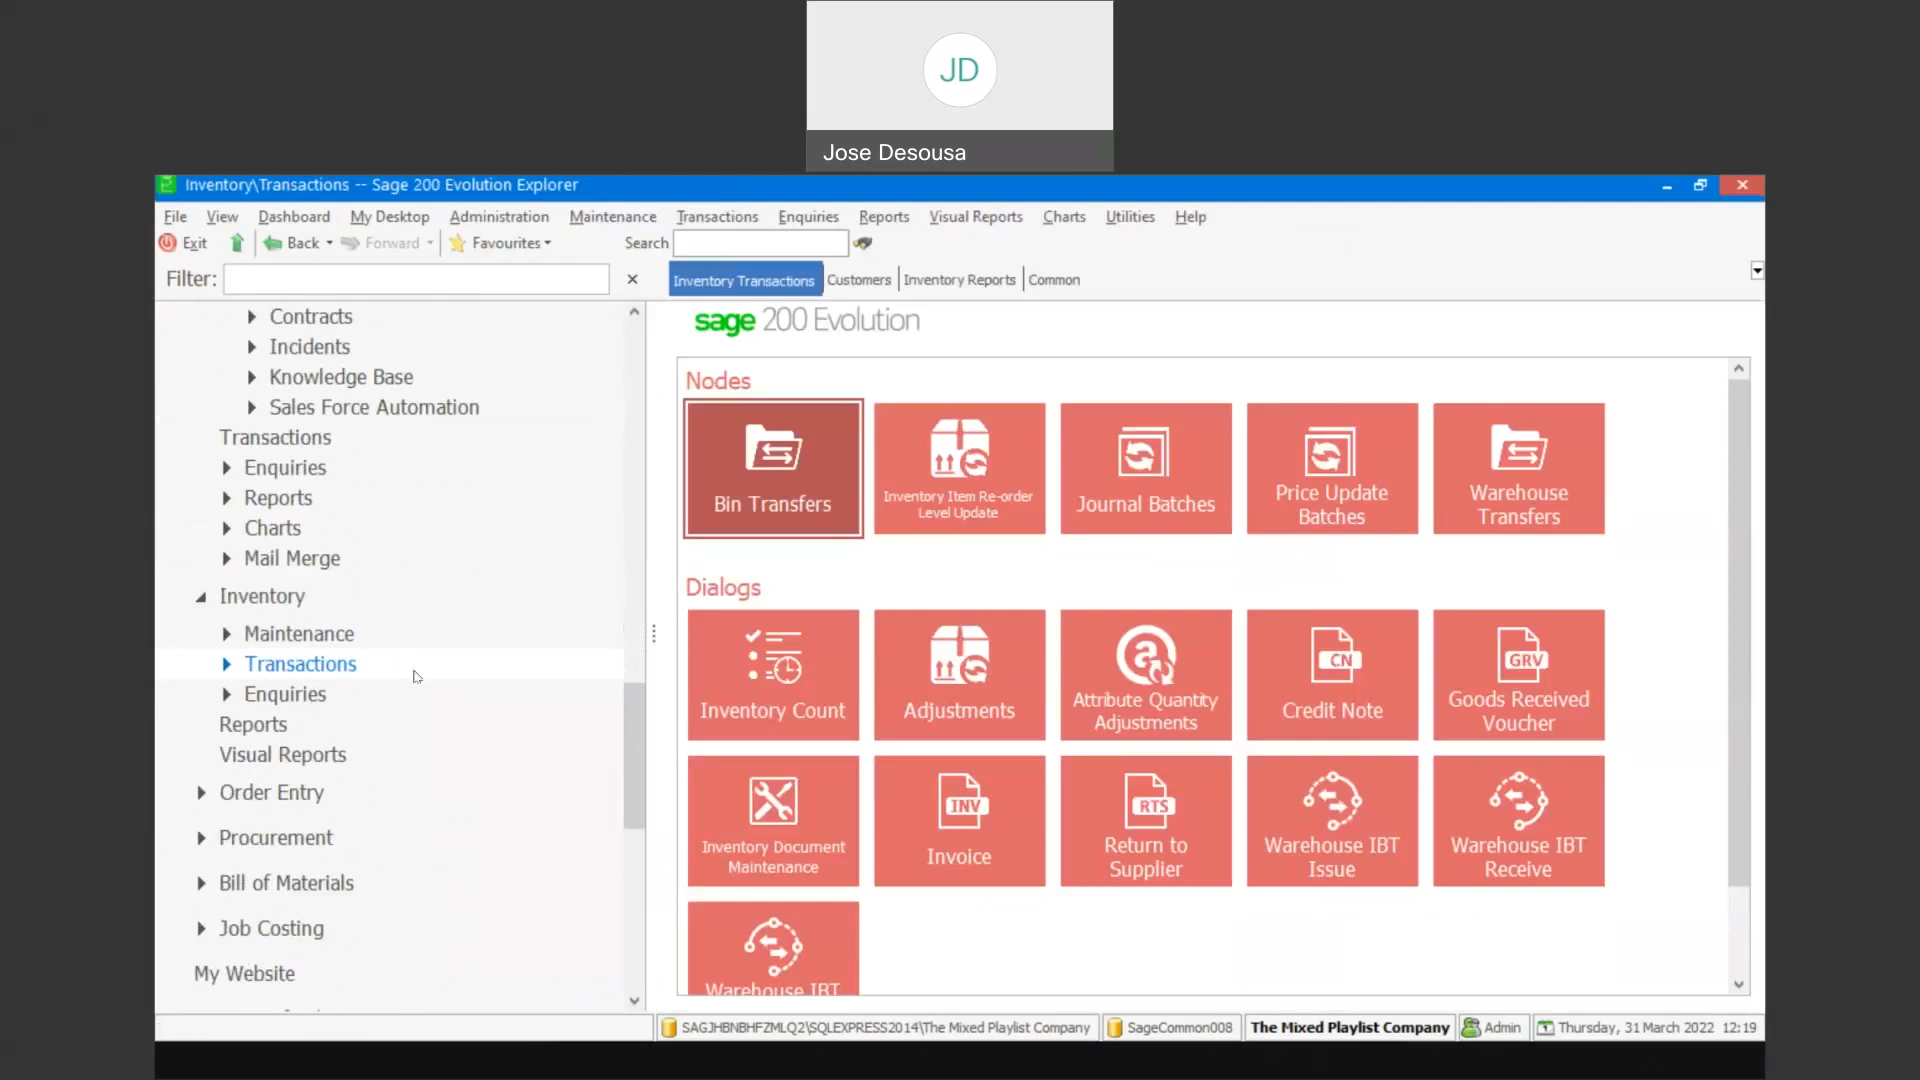 JD
Jose Desousa
Inventory\Transactions -- Sage 200 Evolution Explorer
File View Dashboard My Desktop Administration Maintenance Transactions Enquiries Reports Visual Reports Charts Utilities Help
Exit Back Forward Favourites Search
Filter:
Inventory Transactions Customers Inventory Reports Common
Contracts
Incidents
Knowledge Base
Sales Force Automation
Transactions
Enquiries
Reports
Charts
Mail Merge
Inventory
Maintenance
Transactions
Enquiries
Reports
Visual Reports
Order Entry
Procurement
Bill of Materials
Job Costing
My Website
sage 200 Evolution
Nodes
Bin Transfers
Inventory Item Re-order
Level Update
Journal Batches
Price Update
Batches
Warehouse
Transfers
Dialogs
Inventory Count
Adjustments
Attribute Quantity
Adjustments
CN
Credit Note
GRV
Goods Received
Voucher
Inventory Document
Maintenance
INV
Invoice
RTS
Return to
Supplier
Warehouse IBT
Issue
Warehouse IBT
Receive
Warehouse IBT
SAGJHBNBHFZMLQ2\SQLEXPRESS2014\The Mixed Playlist Company SageCommon008 The Mixed Playlist Company Admin Thursday, 31 March 2022 12:19